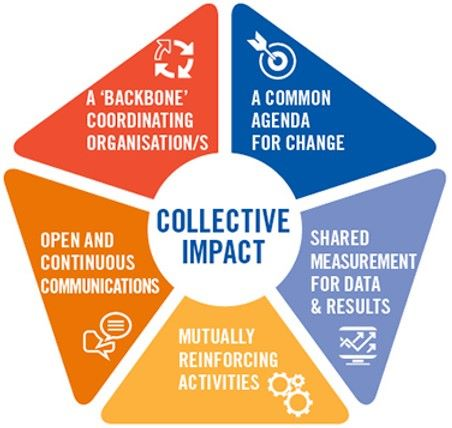 A ‘BACKBONE’
COORDINATING
ORGANISATION/S
A COMMON
AGENDA
FOR CHANGE
COLLECTIVE
IMPACT
OPEN AND
CONTINUOUS
COMMUNICATIONS
SHARED
MEASUREMENT
FOR DATA
& RESULTS
MUTUALLY
REINFORCING
ACTIVITIES